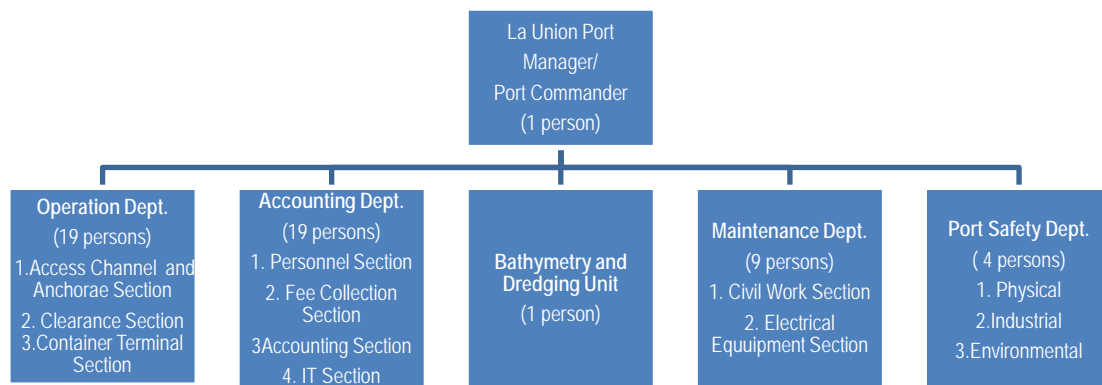 La Union Port
Manager/
Port Commander
(1 person)
Operation Dept.
(19 persons)
1.Access Channel and
Anchorae Section
2. Clearance Section
3.Container Terminal
Section
Accounting Dept.
(19 persons)
1. Personnel Section
2. Fee Collection
Section
3Accounting Section
4. IT Section
Bathymetry and
Dredging Unit
(1 person)
Maintenance Dept.
(9 persons)
1. Civil Work Section
2. Electrical
Equuipment Section
Port Safety Dept.
( 4 persons)
1. Physical
2.Industrial
3.Environmental